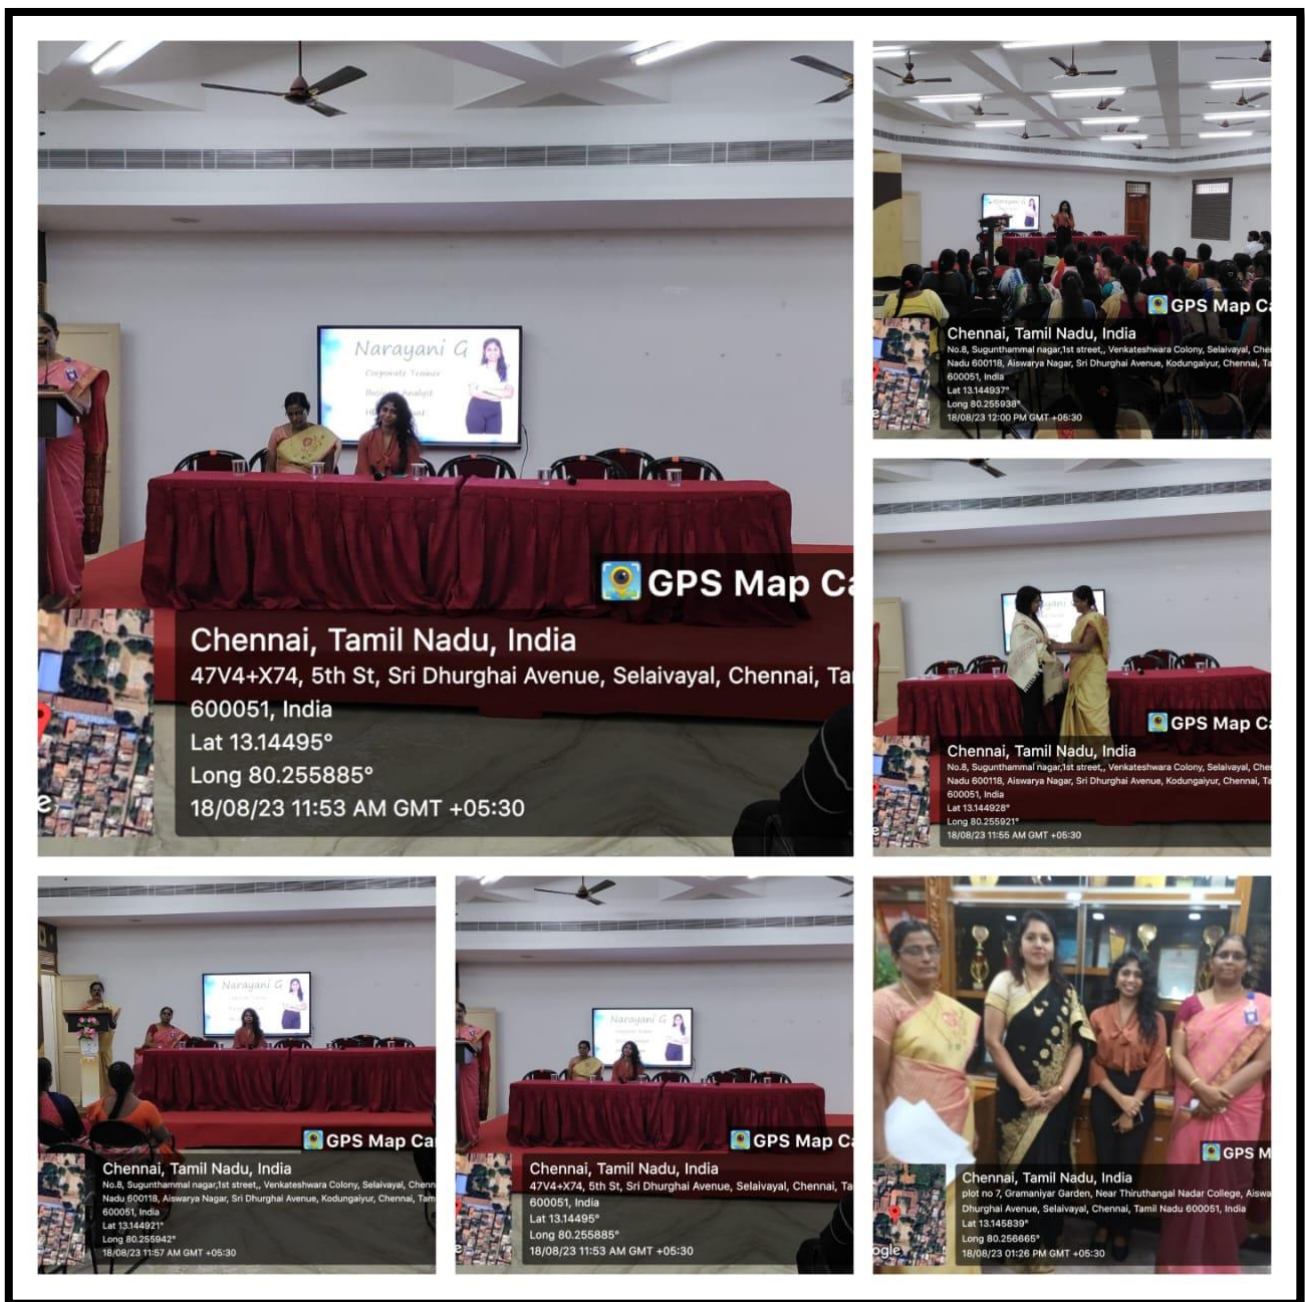 Narayani G
Corporate Trainer
Business Analyst
GPS Map Ca
Chennai, Tamil Nadu, India
47V4+X74, 5th St, Sri Dhurghai Avenue, Selaivayal, Chennai, Ta
600051, India
Lat 13.14495°
Long 80.255885°
18/08/23 11:53 AM GMT +05:30
GPS Map Ca
Chennai, Tamil Nadu, India
No.8, Sugunthammal nagar,1st street,, Venkateshwara Colony, Selaivayal, Che
Nadu 600118, Aiswarya Nagar, Sri Dhurghai Avenue, Kodungaiyur, Chennai, Ta
600051, India
Lat 13.144937°
Long 80.255938°
18/08/23 12:00 PM GMT +05:30
GPS Map Ca
Chennai, Tamil Nadu, India
No.8, Sugunthammal nagar,1st street,, Venkateshwara Colony, Selaivayal, Che
Nadu 600118, Aiswarya Nagar, Sri Dhurghai Avenue, Kodungaiyur, Chennai, Ta
600051, India
Lat 13.144928°
Long 80.255921°
18/08/23 11:55 AM GMT +05:30
Narayani G
GPS Map Ca
Chennai, Tamil Nadu, India
No.8, Sugunthammal nagar,1st street,, Venkateshwara Colony, Selaivayal, Chenn
Nadu 600118, Aiswarya Nagar, Sri Dhurghai Avenue, Kodungaiyur, Chennai, Tam
600051, India
Lat 13.144921°
Long 80.255942°
18/08/23 11:57 AM GMT +05:30
Narayani G
Corporate Trainer
GPS Map Ca
Chennai, Tamil Nadu, India
47V4+X74, 5th St, Sri Dhurghai Avenue, Selaivayal, Chennai, Ta
600051, India
Lat 13.14495°
Long 80.255885°
18/08/23 11:53 AM GMT +05:30
GPS M
Chennai, Tamil Nadu, India
plot no 7, Gramaniyar Garden, Near Thiruthangal Nadar College, Aiswa
Dhurghai Avenue, Selaivayal, Chennai, Tamil Nadu 600051, India
Lat 13.145839°
Long 80.256665°
18/08/23 01:26 PM GMT +05:30
ogle